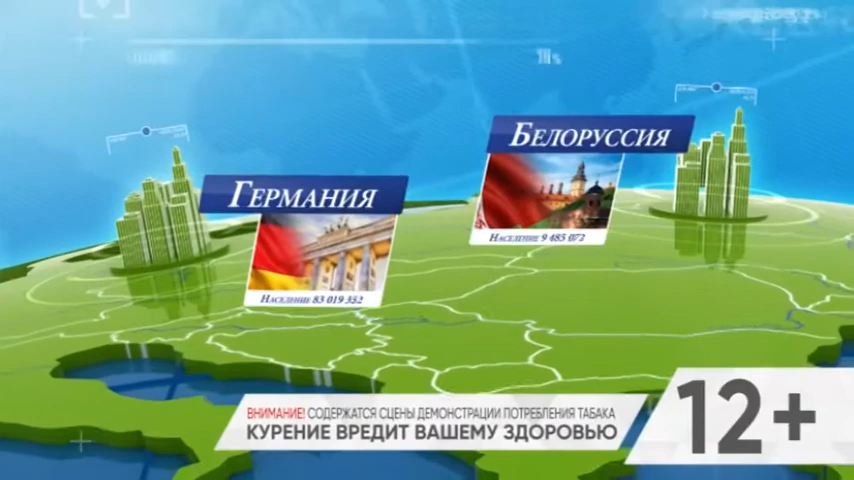 БЕЛОРУССИЯ
НАСЕЛЕНИЕ 9 485 072
ГЕРМАНИЯ
НАСЕЛЕНИЕ 83 019 352
ВНИМАНИЕ! СОДЕРЖАТСЯ СЦЕНЫ ДЕМОНСТРАЦИИ ПОТРЕБЛЕНИЯ ТАБАКА
КУРЕНИЕ ВРЕДИТ ВАШЕМУ ЗДОРОВЬЮ
12+